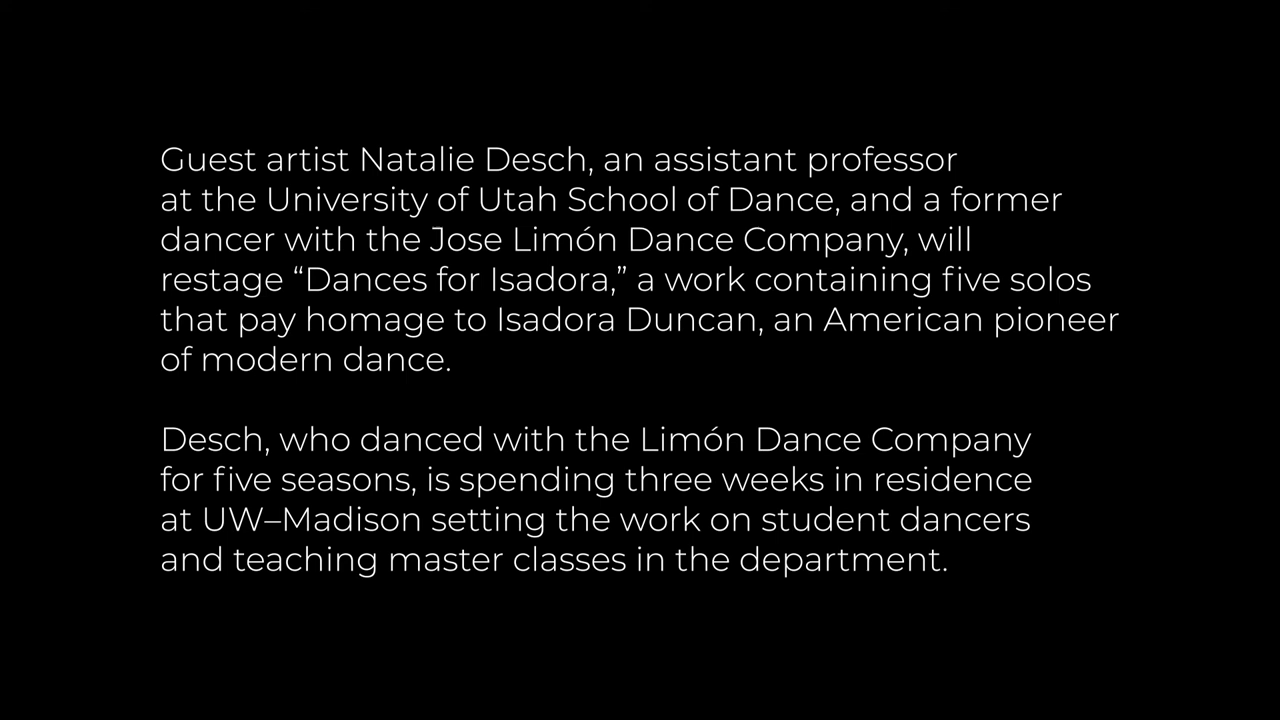 Guest artist Natalie Desch, an assistant professor
at the University of Utah School of Dance, and a former
dancer with the Jose Limón Dance Company, will
restage “Dances for Isadora,” a work containing five solos
that pay homage to Isadora Duncan, an American pioneer
of modern dance.
Desch, who danced with the Limón Dance Company
for five seasons, is spending three weeks in residence
at UW–Madison setting the work on student dancers
and teaching master classes in the department.